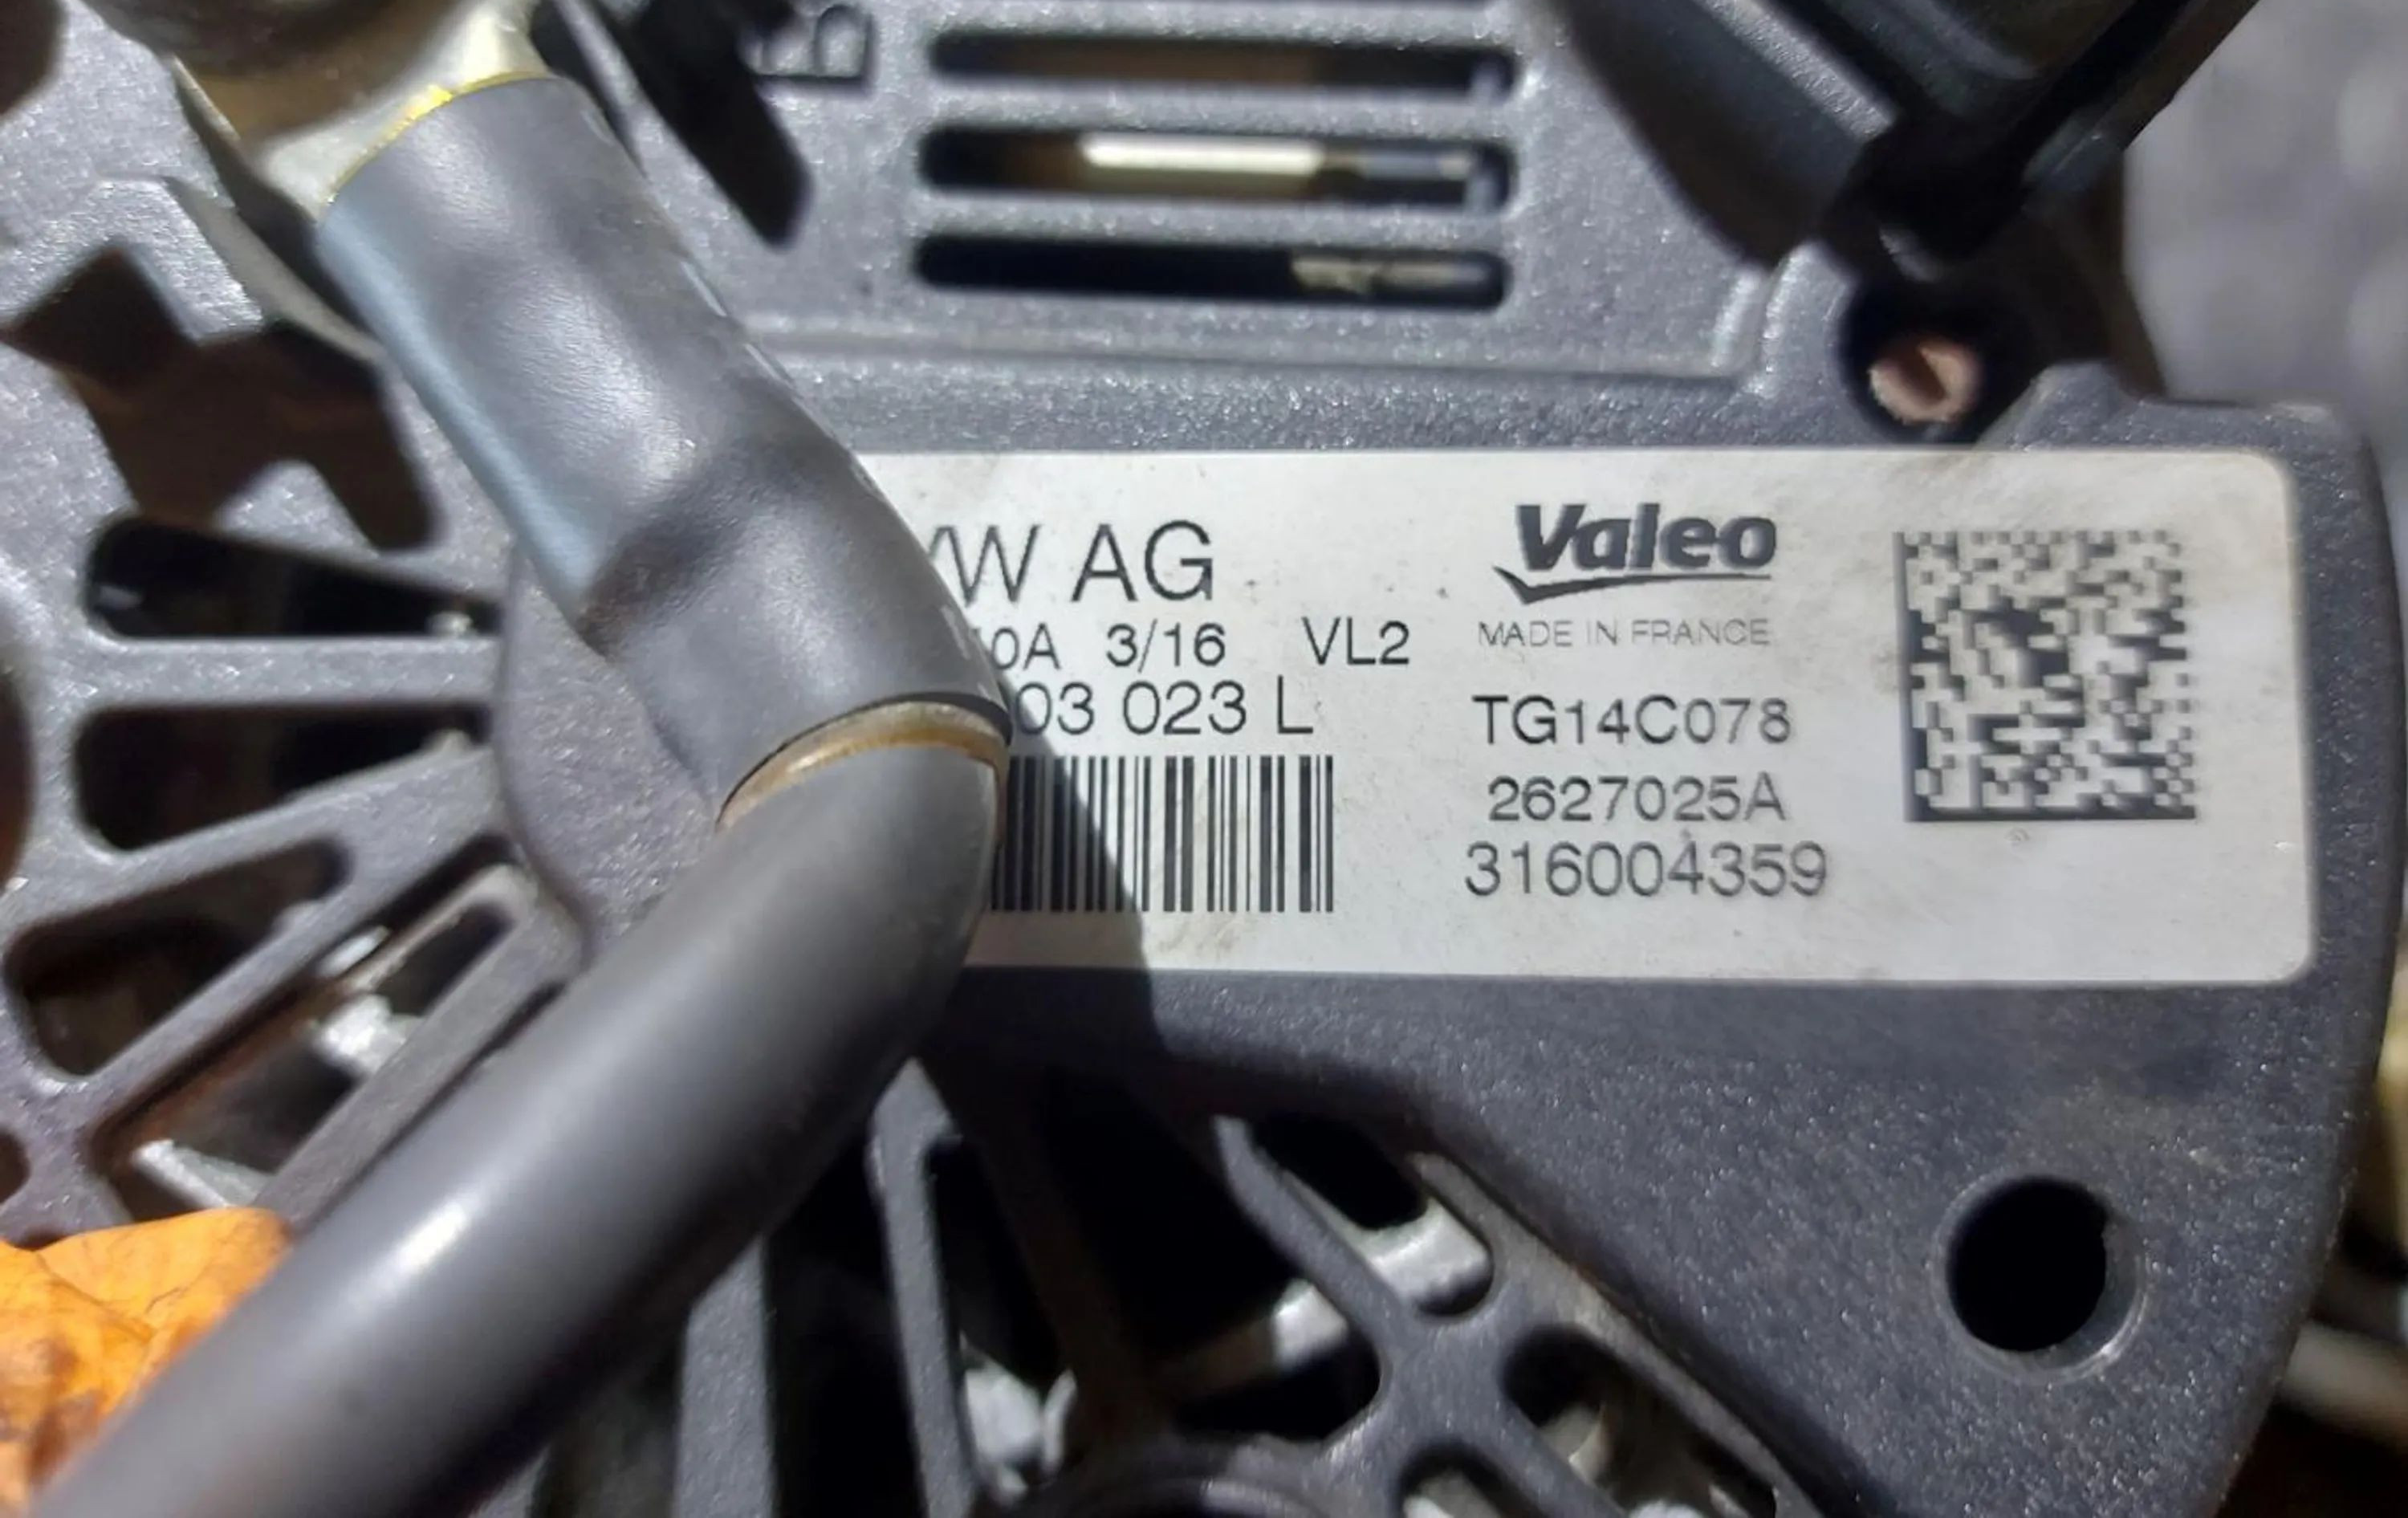 B
W AG
0A 3/16 VL2
03 023 L
Valeo
MADE IN FRANCE
TG14C078
2627025A
316004359